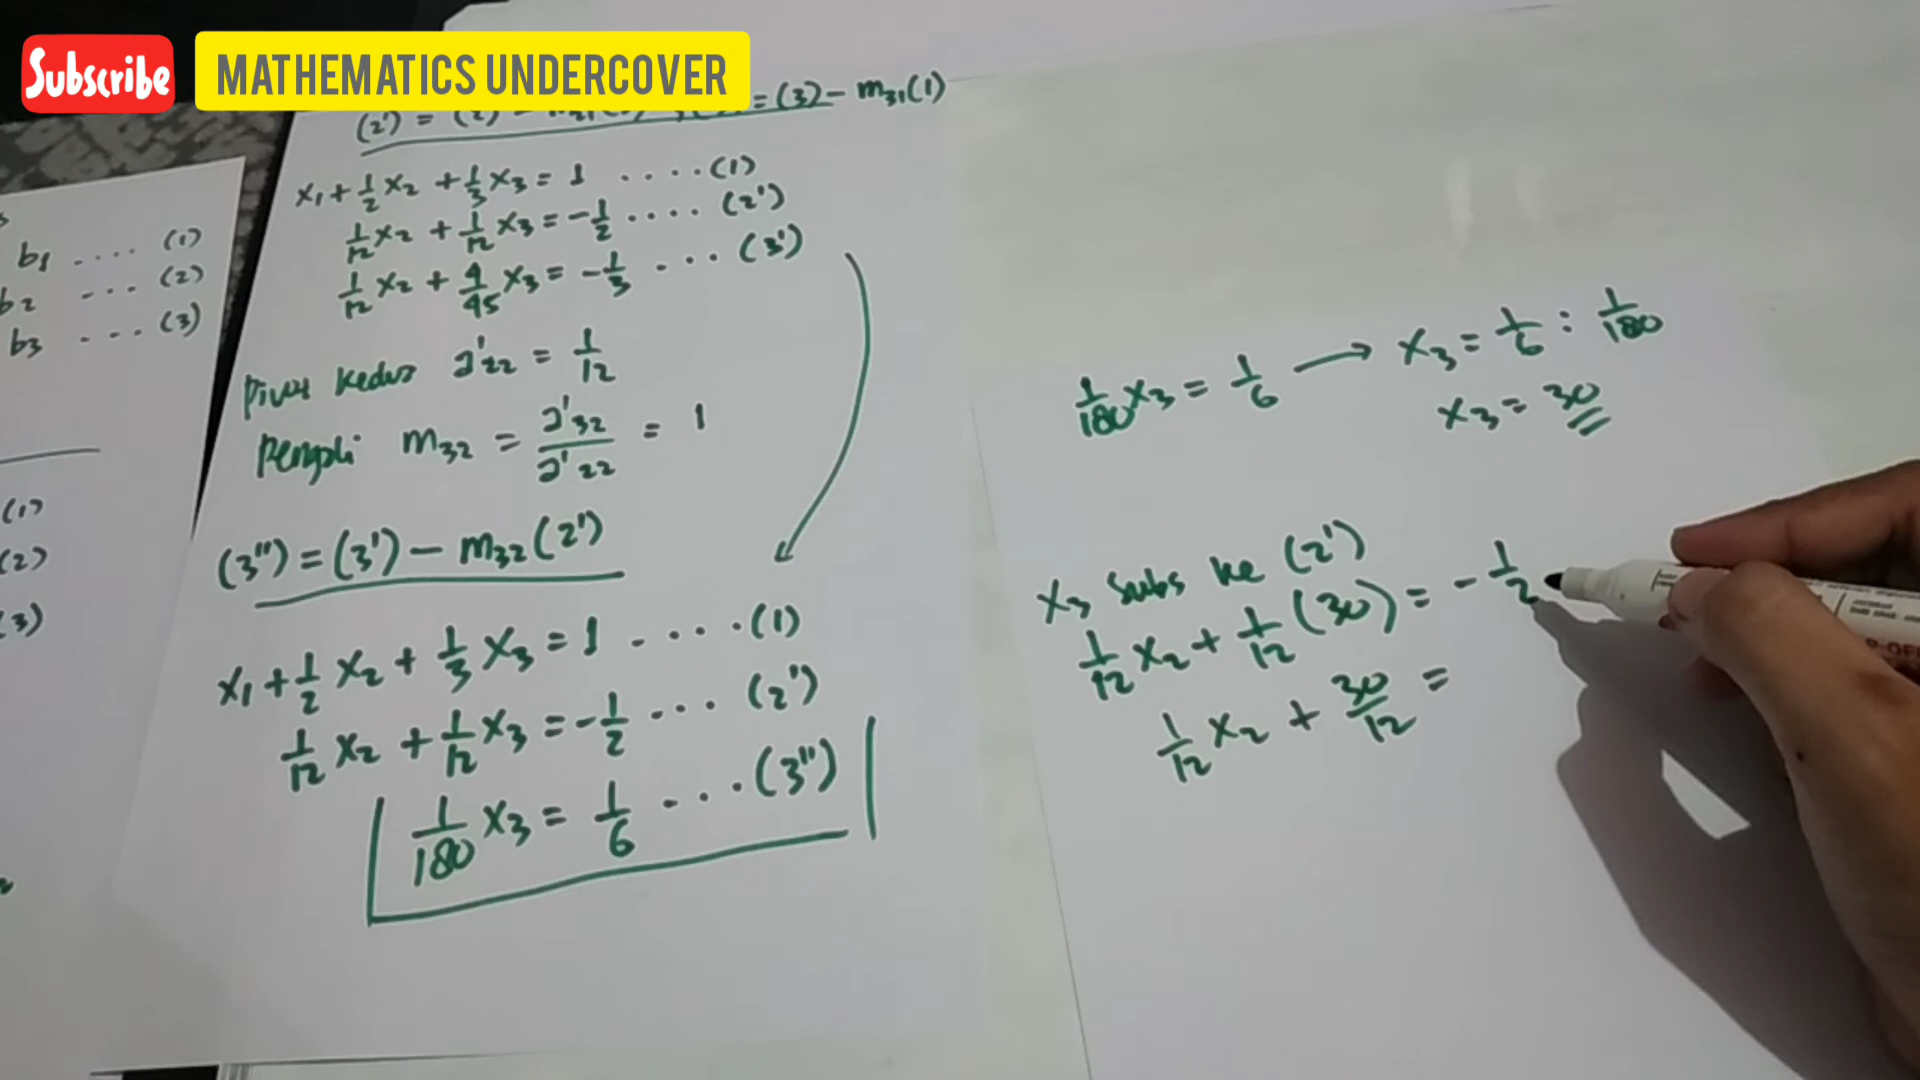 Subscribe
MATHEMATICS UNDERCOVER
= (3) - m₃₁(1)
x₁ + 1/2 x₂ + 1/3 x₃ = 1 ....(1)
1/12 x₂ + 1/12 x₃ = -1/2 ....(2')
1/12 x₂ + 4/45 x₃ = -1/3 ...(3')
a'₂₂ = 1/12
m₃₂ = a'₃₂/a'₂₂ = 1
(3'') = (3') - m₃₂(2')
x₁ + 1/2 x₂ + 1/3 x₃ = 1 ....(1)
1/12 x₂ + 1/12 x₃ = -1/2 ...(2')
1/180 x₃ = 1/6 ...(3'')
b₁ ....(1)
b₂ ...(2)
b₃ ...(3)
(1)
(2)
(3)
1/180 x₃ = 1/6 → x₃ = 1/6 : 1/180
x₃ = 30
x₃ subs ke (2')
1/12 x₂ + 1/12 (30) = -1/2
1/12 x₂ + 30/12 =